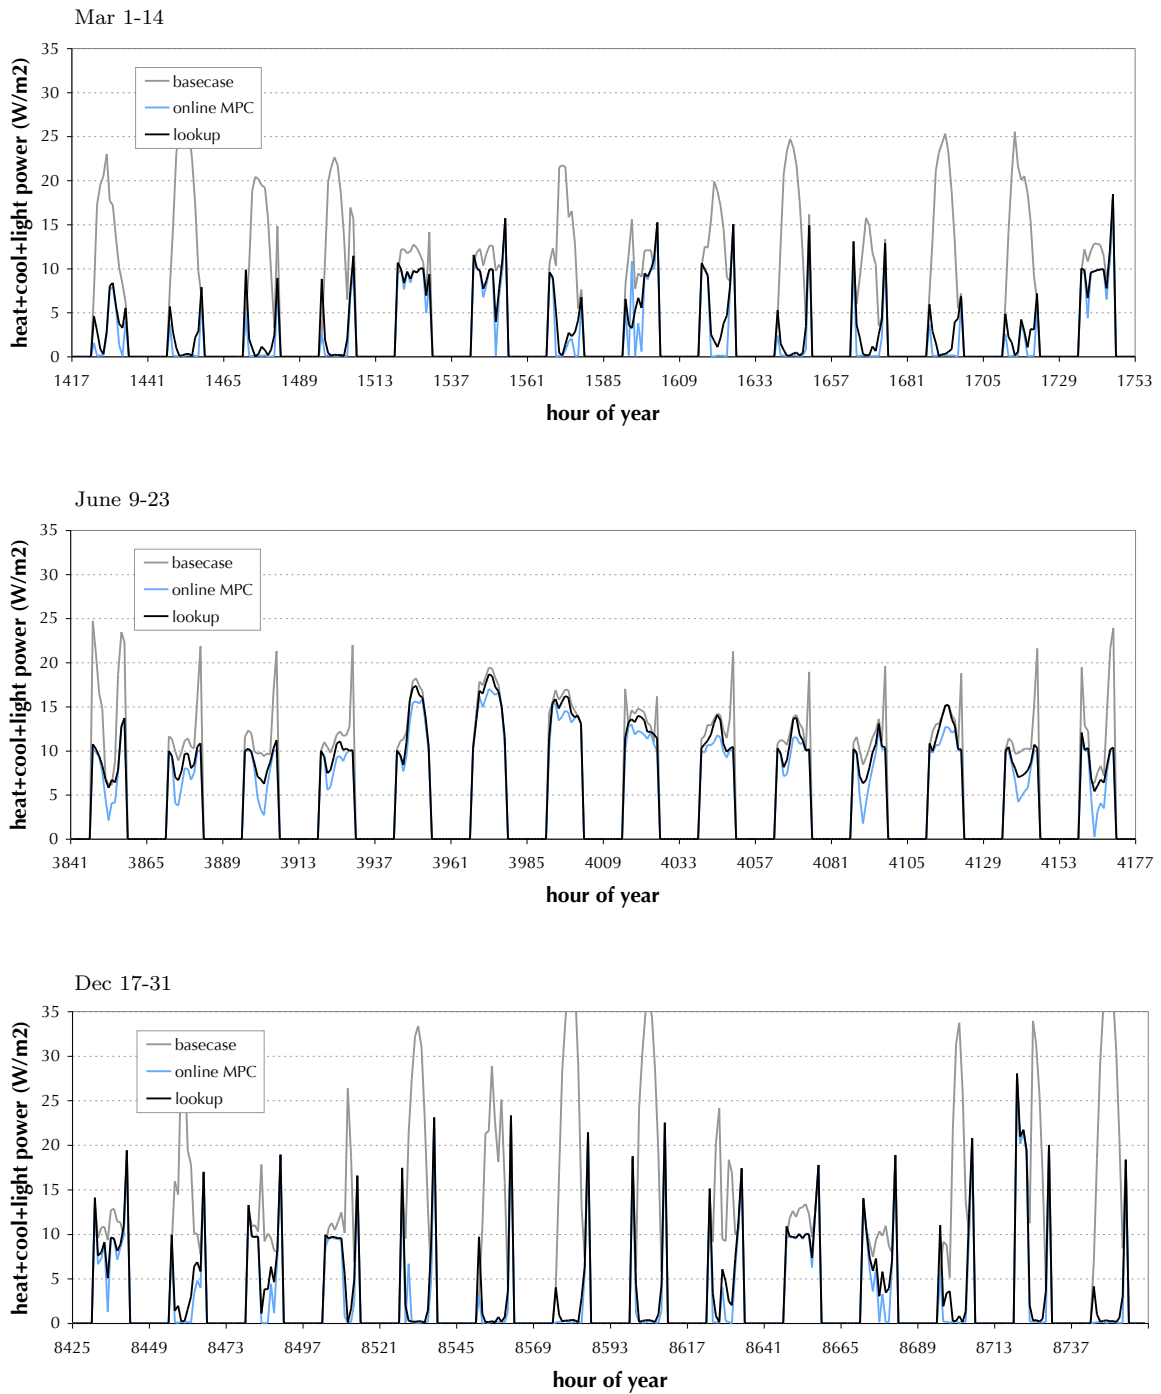 Mar 1-14
35
30
25
20
15
10
5
0
heat+cool+light power (W/m2)
basecase
online MPC
lookup
1417 1441 1465 1489 1513 1537 1561 1585 1609 1633 1657 1681 1705 1729 1753
hour of year
June 9-23
35
30
25
20
15
10
5
0
heat+cool+light power (W/m2)
basecase
online MPC
lookup
3841 3865 3889 3913 3937 3961 3985 4009 4033 4057 4081 4105 4129 4153 4177
hour of year
Dec 17-31
35
30
25
20
15
10
5
0
heat+cool+light power (W/m2)
basecase
online MPC
lookup
8425 8449 8473 8497 8521 8545 8569 8593 8617 8641 8665 8689 8713 8737
hour of year